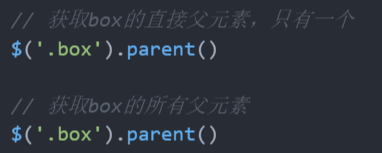 // 获取box的直接父元素，只有一个
$('.box').parent()
// 获取box的所有父元素
$('.box').parent()